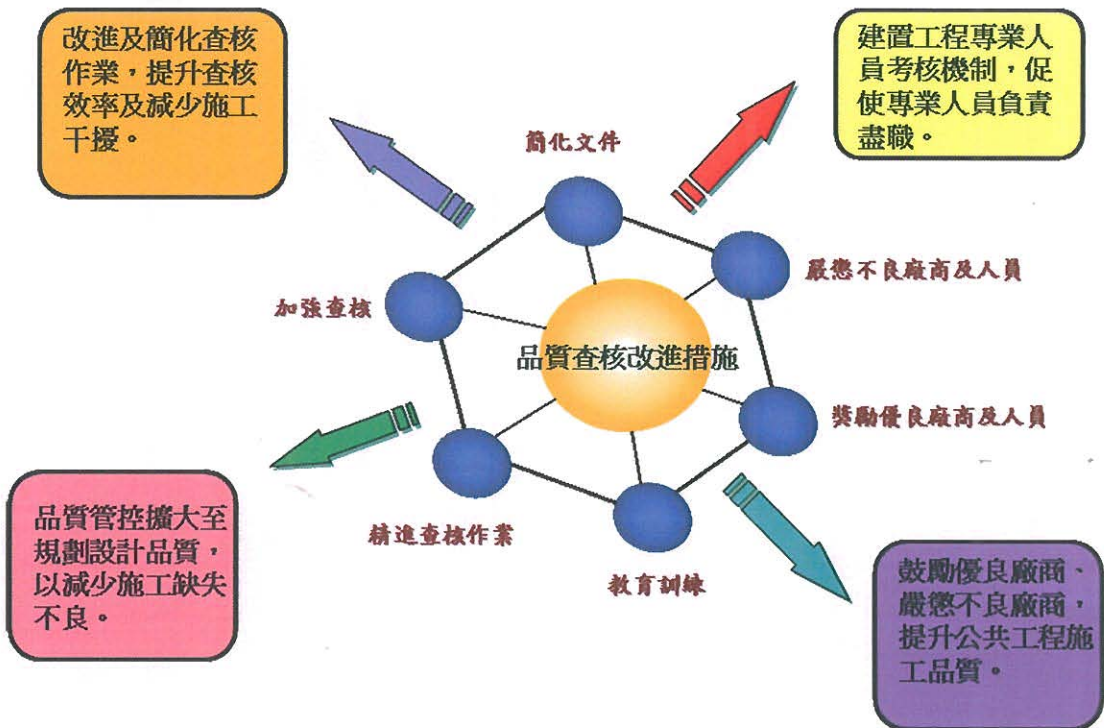 改進及簡化查核
作業，提升查核
效率及減少施工
干擾。
建置工程專業人
員考核機制，促
使專業人員負責
盡職。
簡化文件
嚴懲不良廠商及人員
加強查核
品質查核改進措施
獎勵優良廠商及人員
精進查核作業
教育訓練
品質管控擴大至
規劃設計品質，
以減少施工缺失
不良。
鼓勵優良廠商、
嚴懲不良廠商，
提升公共工程施
工品質。